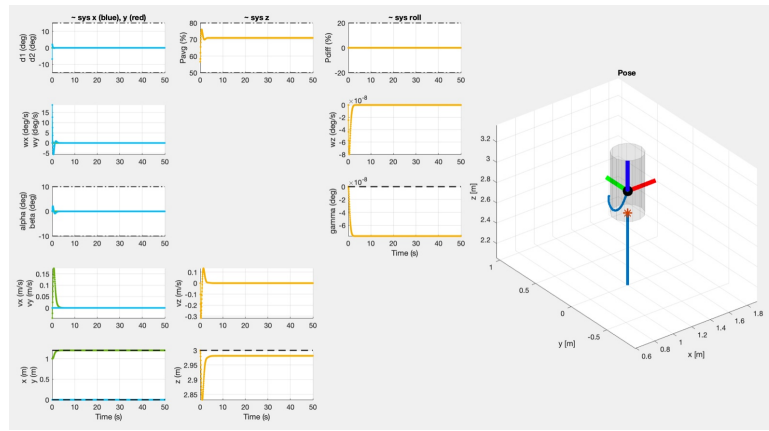 ~ sys x (blue), y (red)
~ sys z
~ sys roll
d1 (deg)
d2 (deg)
10
0
-10
0 10 20 30 40 50
Pavg (%)
80
70
60
50
0 10 20 30 40 50
Pdiff (%)
20
0
20
0 10 20 30 40 50
wx (deg/s)
wy (deg/s)
15
10
5
0
-5
0 10 20 30 40 50
×10-8
wz (deg/s)
0
-2
-4
-6
-8
0 10 20 30 40 50
alpha (deg)
beta (deg)
10
0
-10
0 10 20 30 40 50
×10-8
gamma (deg)
0
-2
-4
-6
0 10 20 30 40 50
Time (s)
vx (m/s)
vy (m/s)
0.15
0.1
0.05
0
0 10 20 30 40 50
vz (m/s)
0.1
0
-0.1
-0.2
-0.3
0 10 20 30 40 50
x (m)
y (m)
1
0.5
0
0 10 20 30 40 50
Time (s)
z (m)
3
2.95
2.9
2.85
0 10 20 30 40 50
Time (s)
Pose
z [m]
3.2
3
2.8
2.6
2.4
2.2
1
0.5
0
-0.5
y [m]
0.6
0.8
1
1.2
1.4
1.6
1.8
x [m]